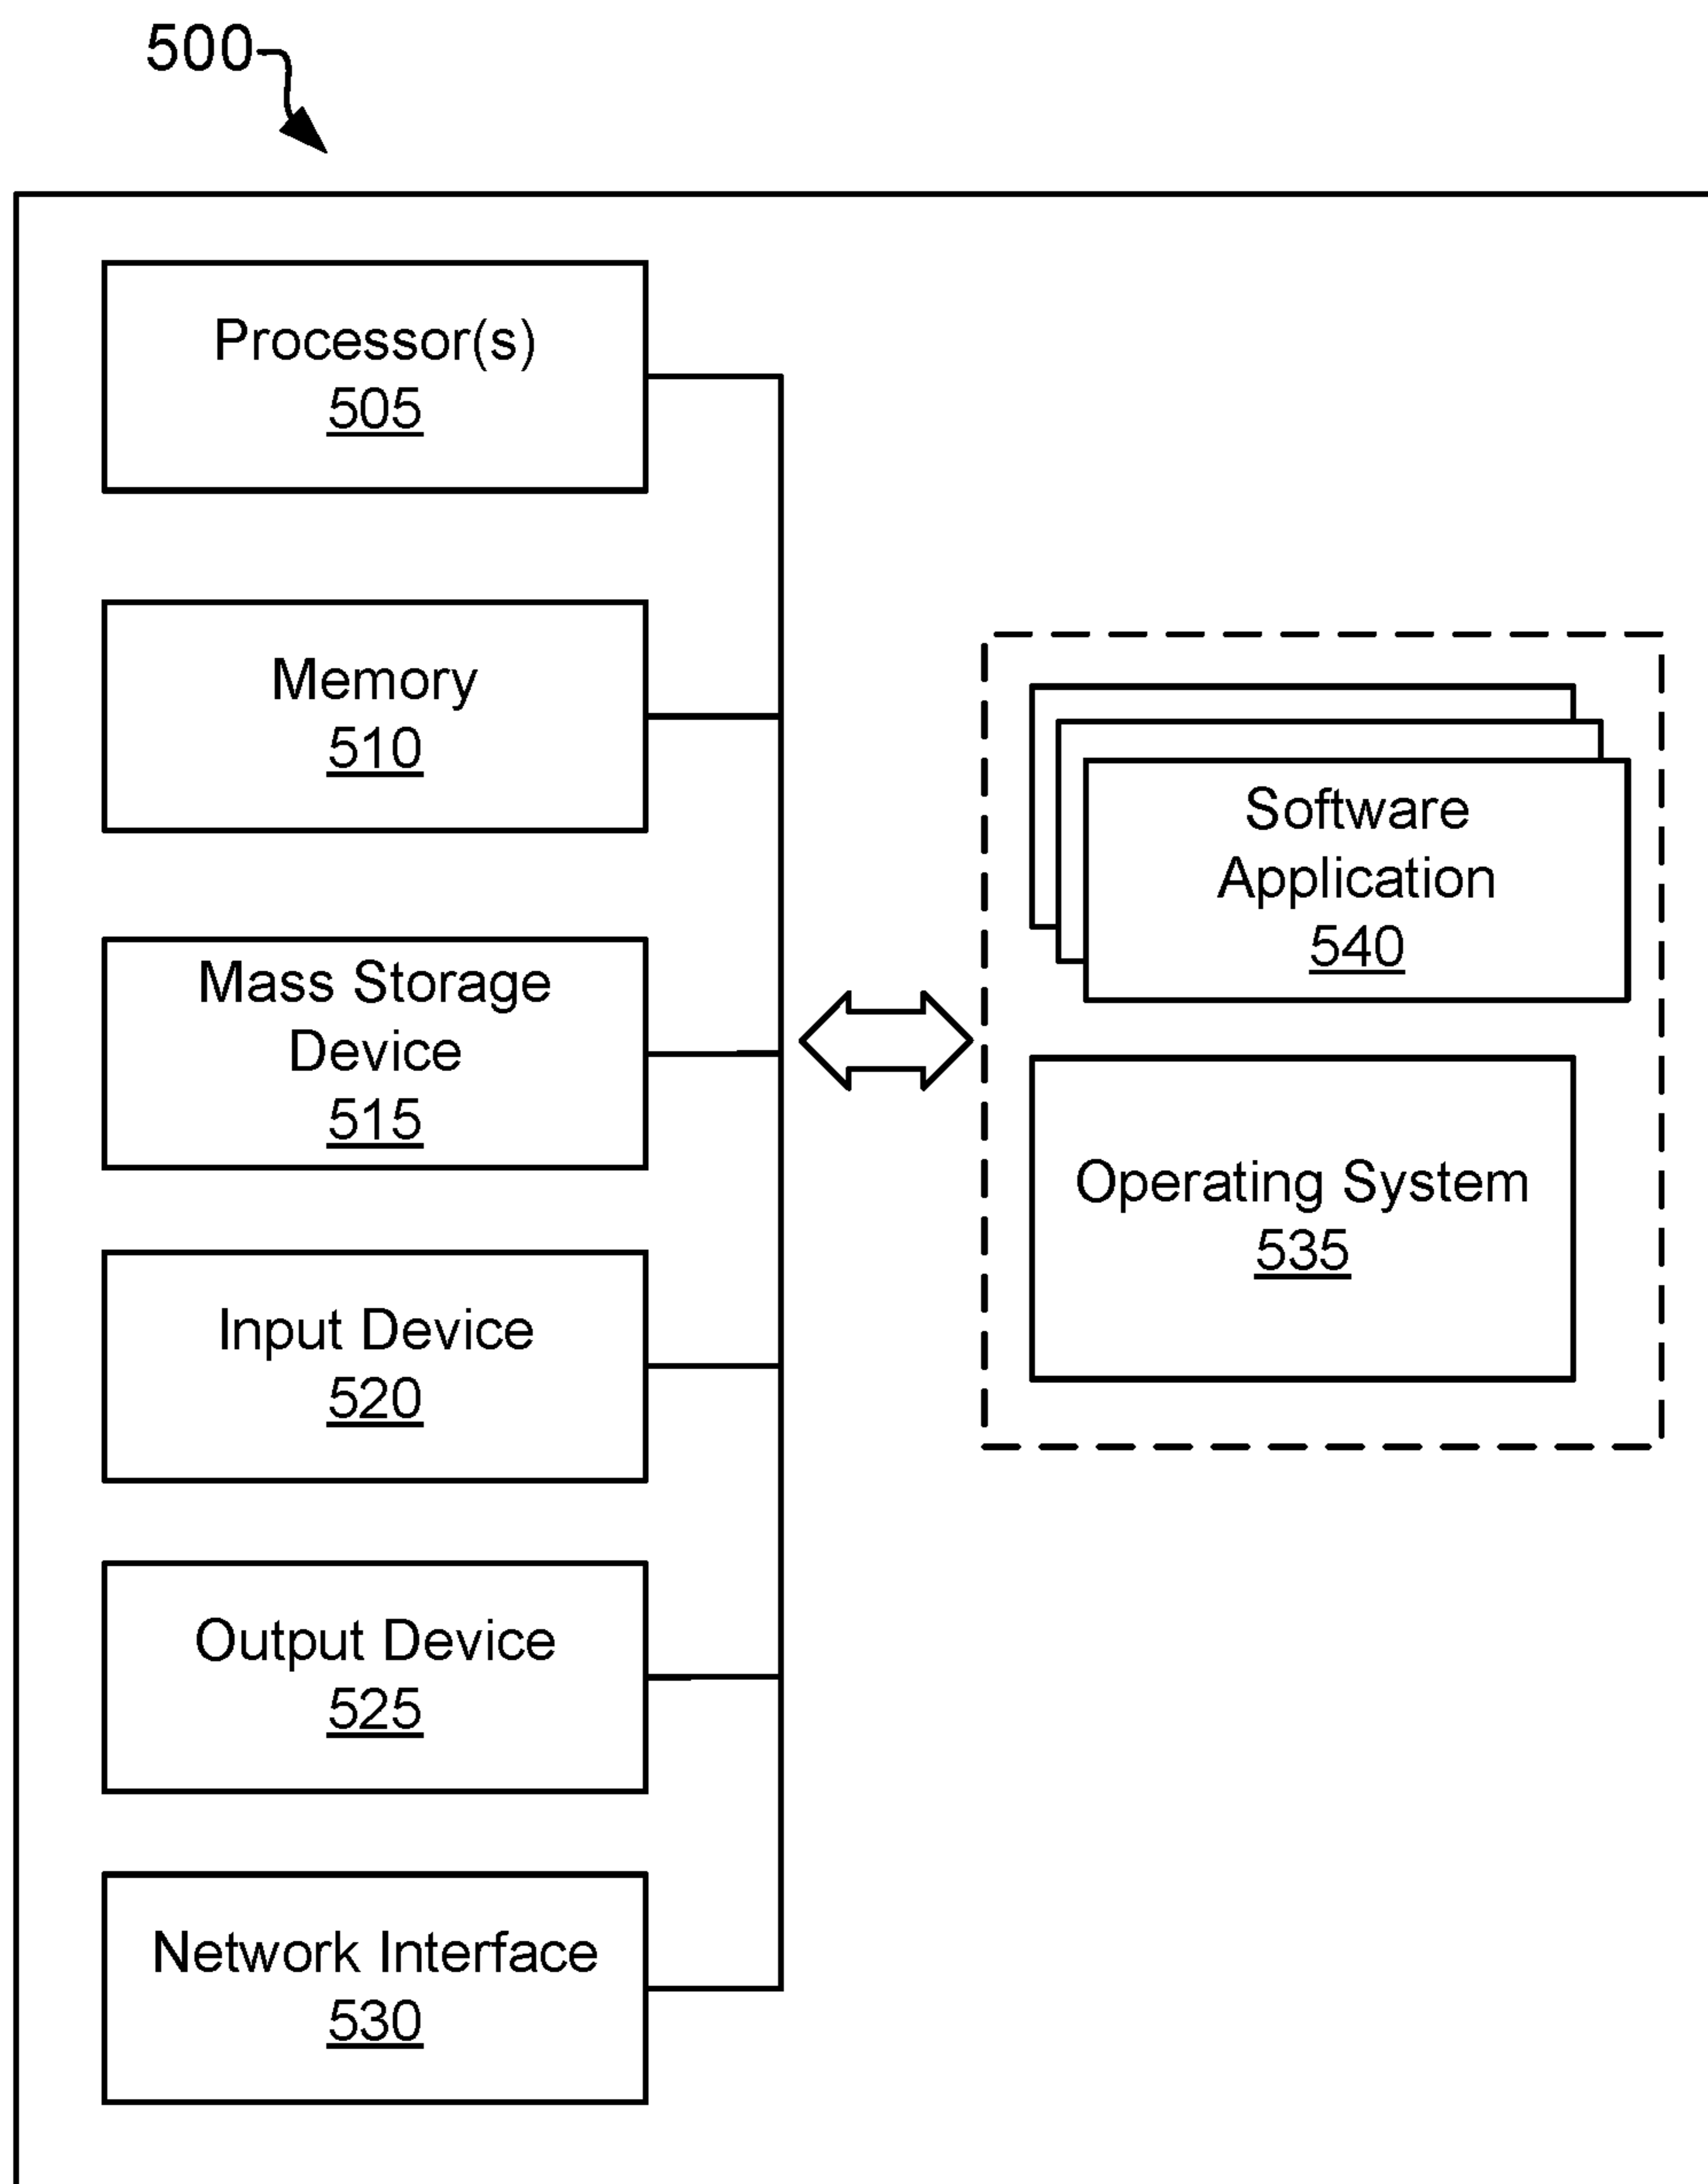 500
Processor(s)
505
Memory
510
Mass Storage
Device
515
Input Device
520
Output Device
525
Network Interface
530
Software
Application
540
Operating System
535